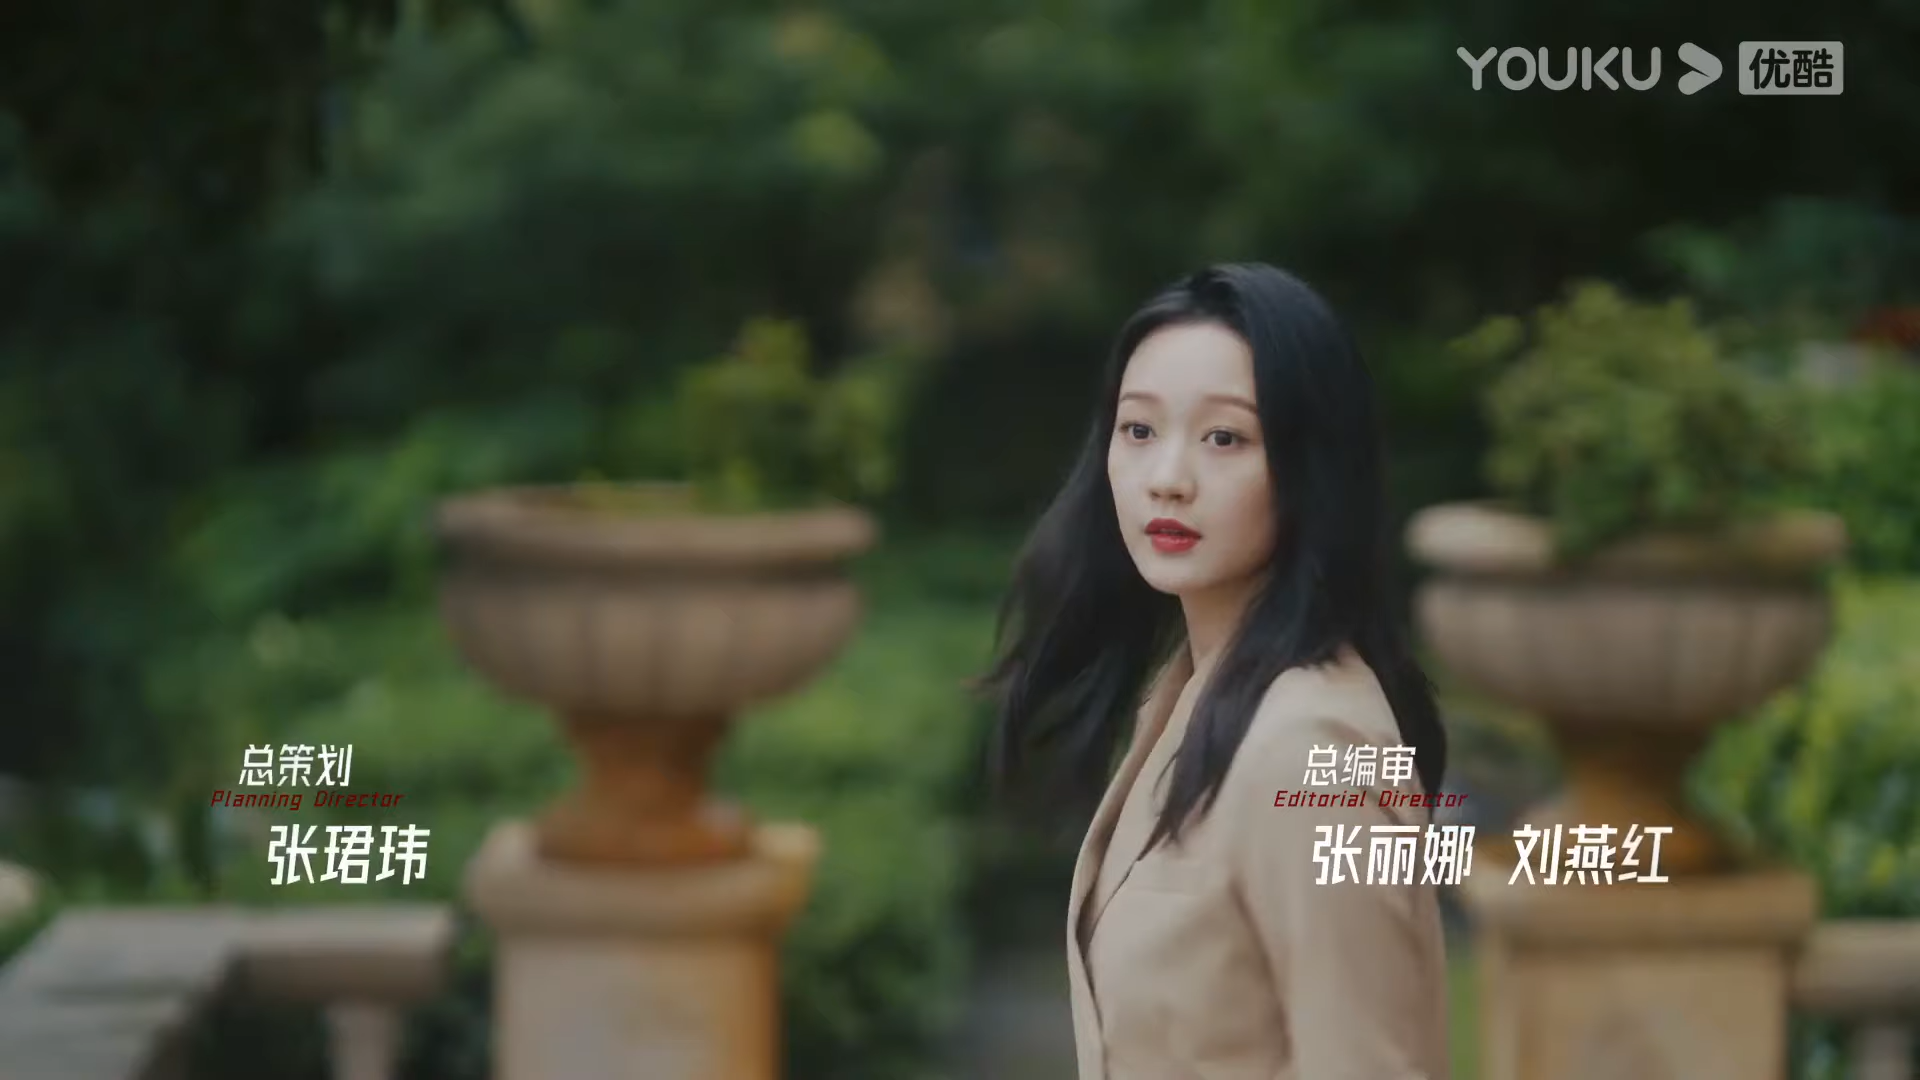 YOUKU 优酷
总策划
Planning Director
张珺玮
总编审
Editorial Director
张丽娜 刘燕红